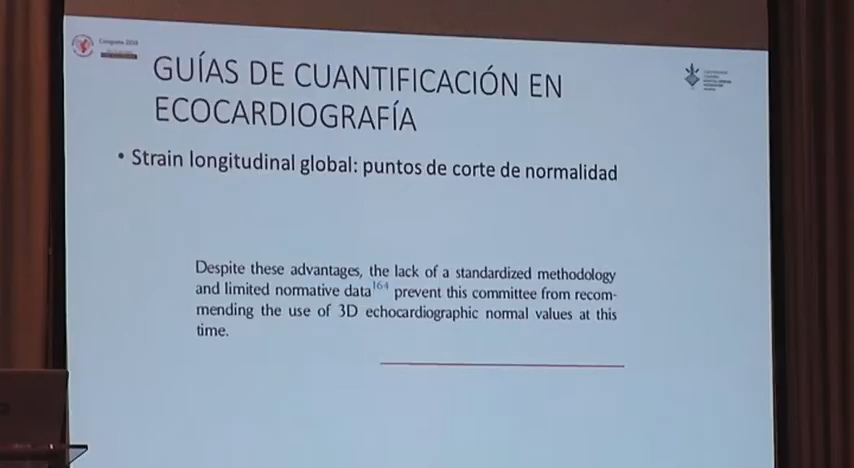 GUÍAS DE CUANTIFICACIÓN EN
ECOCARDIOGRAFÍA
• Strain longitudinal global: puntos de corte de normalidad
Despite these advantages, the lack of a standardized methodology
and limited normative data164 prevent this committee from recom-
mending the use of 3D echocardiographic normal values at this
time.